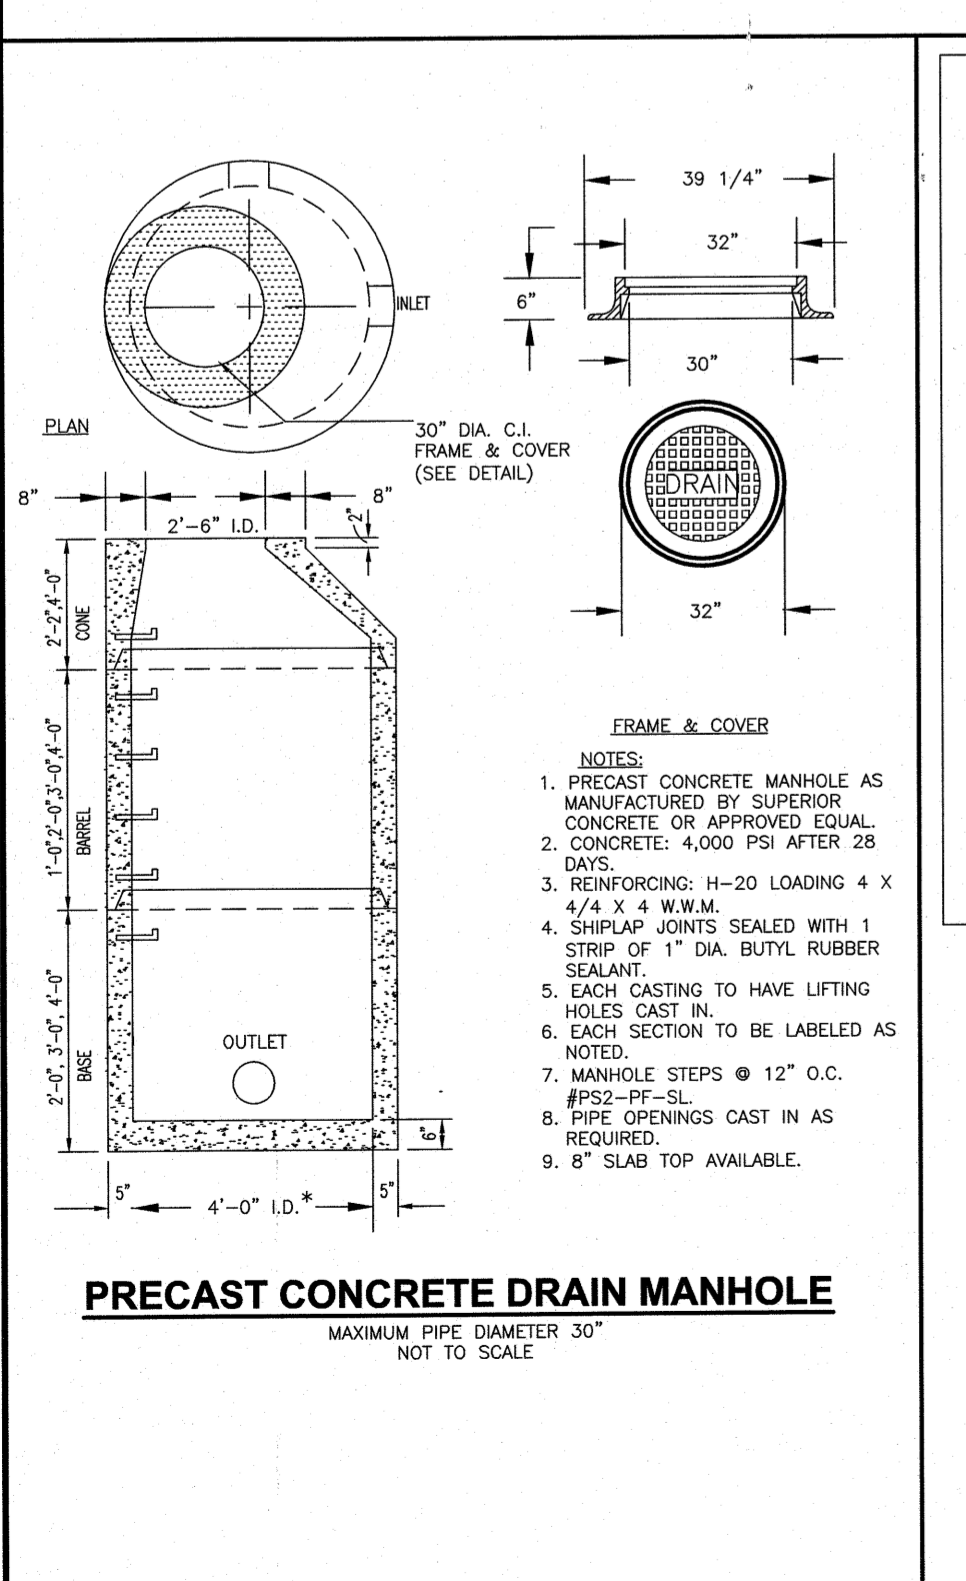 39 1/4"
32"
6"
30"
INLET
PLAN
30" DIA. C.I.
FRAME & COVER
(SEE DETAIL)
DRAIN
32"
8"
8"
2'-6" I.D.
2"
2'-2",4'-0"
CONE
1'-0",2'-0",3'-0",4'-0"
BARREL
2'-0", 3'-0", 4'-0"
BASE
OUTLET
6"
5"
4'-0" I.D.*
5"
FRAME & COVER
NOTES:
1. PRECAST CONCRETE MANHOLE AS
MANUFACTURED BY SUPERIOR
CONCRETE OR APPROVED EQUAL.
2. CONCRETE: 4,000 PSI AFTER 28
DAYS.
3. REINFORCING: H-20 LOADING 4 X
4/4 X 4 W.W.M.
4. SHIPLAP JOINTS SEALED WITH 1
STRIP OF 1" DIA. BUTYL RUBBER
SEALANT.
5. EACH CASTING TO HAVE LIFTING
HOLES CAST IN.
6. EACH SECTION TO BE LABELED AS
NOTED.
7. MANHOLE STEPS @ 12" O.C.
#PS2-PF-SL.
8. PIPE OPENINGS CAST IN AS
REQUIRED.
9. 8" SLAB TOP AVAILABLE.
PRECAST CONCRETE DRAIN MANHOLE
MAXIMUM PIPE DIAMETER 30"
NOT TO SCALE